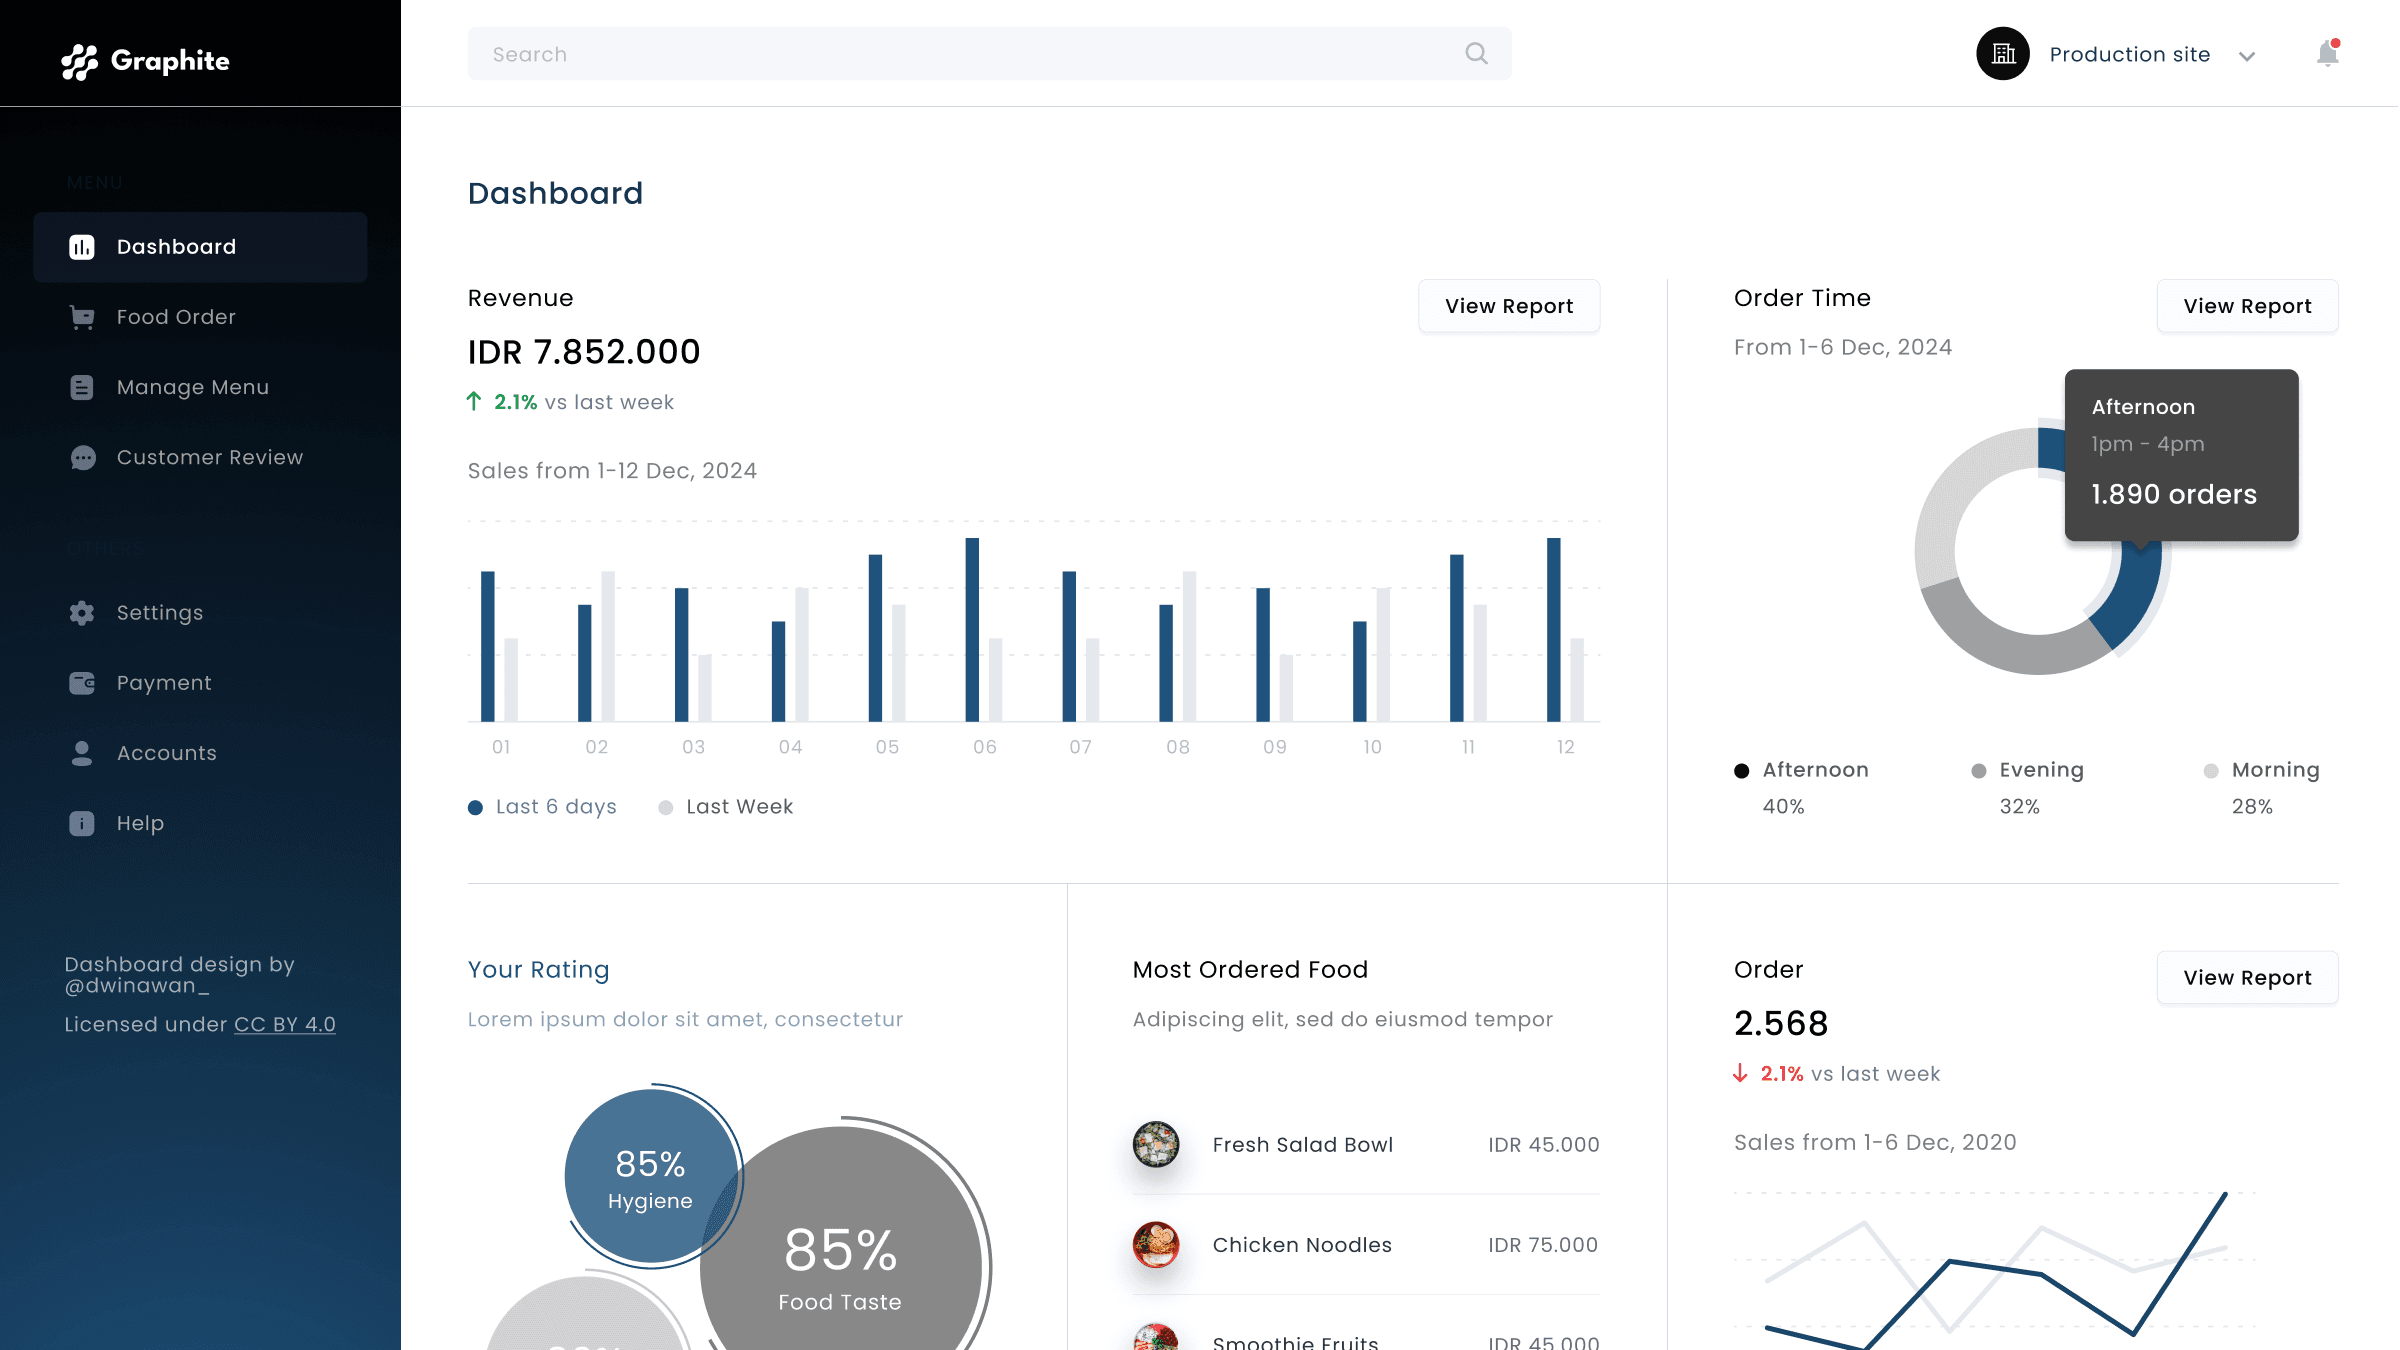 Graphite
Search
Production site
MENU
Dashboard
Food Order
Manage Menu
Customer Review
OTHERS
Settings
Payment
Accounts
Help
Dashboard design by
@dwinawan_
Licensed under CC BY 4.0
Dashboard
Revenue
View Report
IDR 7.852.000
2.1% vs last week
Sales from 1-12 Dec, 2024
01 02 03 04 05 06 07 08 09 10 11 12
Last 6 days Last Week
Order Time
View Report
From 1-6 Dec, 2024
Afternoon
1pm - 4pm
1.890 orders
Afternoon Evening Morning
40% 32% 28%
Your Rating
Lorem ipsum dolor sit amet, consectetur
85%
Hygiene
85%
Food Taste
Most Ordered Food
Adipiscing elit, sed do eiusmod tempor
Fresh Salad Bowl IDR 45.000
Chicken Noodles IDR 75.000
Smoothie Fruits IDR 45.000
Order
View Report
2.568
2.1% vs last week
Sales from 1-6 Dec, 2020